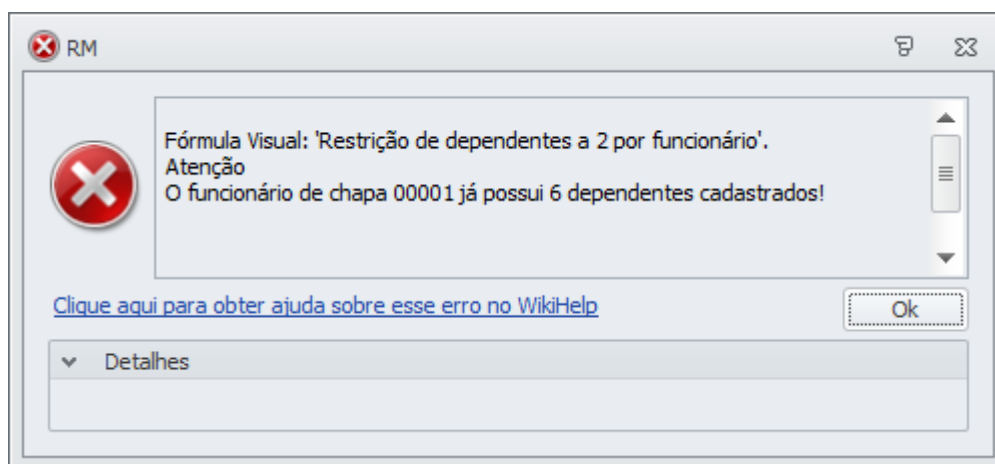 RM
Fórmula Visual: 'Restrição de dependentes a 2 por funcionário'.
Atenção
O funcionário de chapa 00001 já possui 6 dependentes cadastrados!
Clique aqui para obter ajuda sobre esse erro no WikiHelp
Ok
Detalhes